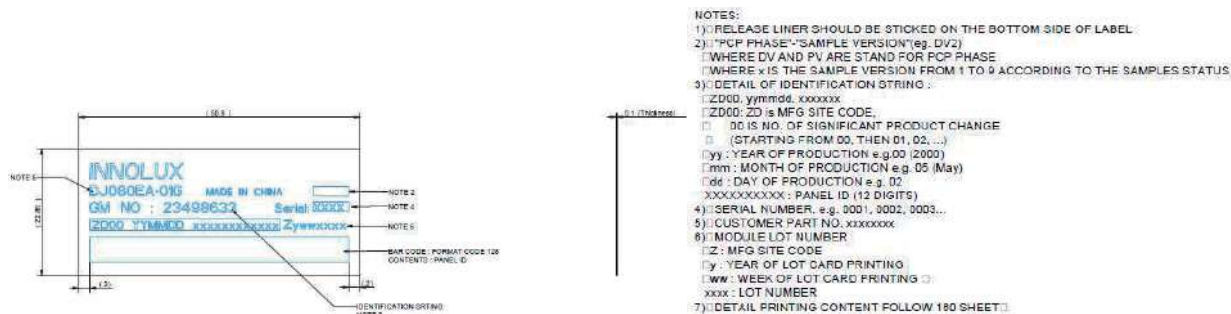 ( 50.8 )
(22.86)
INNOLUX
DJ080EA-01G MADE IN CHINA
GM NO : 23498633 Serial: XXXX
ZD00 YYMMDD xxxxxxxxxxxx Zywwxxxx
NOTE 5
NOTE 2
NOTE 4
NOTE 6
BAR CODE : FORMAT CODE 128
CONTENTS : PANEL ID
(3)
(3)
IDENTIFICATION SRTING
0.1 (Thickness)
NOTES:
1) RELEASE LINER SHOULD BE STICKED ON THE BOTTOM SIDE OF LABEL
2) "PCP PHASE"-"SAMPLE VERSION"(eg. DV2)
WHERE DV AND PV ARE STAND FOR PCP PHASE
WHERE x IS THE SAMPLE VERSION FROM 1 TO 9 ACCORDING TO THE SAMPLES STATUS
3) DETAIL OF IDENTIFICATION STRING :
ZD00. yymmdd. xxxxxxx
ZD00: ZD is MFG SITE CODE,
00 IS NO. OF SIGNIFICANT PRODUCT CHANGE
(STARTING FROM 00, THEN 01, 02, ...)
yy : YEAR OF PRODUCTION e.g.00 (2000)
mm : MONTH OF PRODUCTION e.g. 05 (May)
dd : DAY OF PRODUCTION e.g. 02
XXXXXXXXXX : PANEL ID (12 DIGITS)
4) SERIAL NUMBER. e.g. 0001, 0002, 0003...
5) CUSTOMER PART NO. xxxxxxxx
6) MODULE LOT NUMBER
Z : MFG SITE CODE
y : YEAR OF LOT CARD PRINTING
ww : WEEK OF LOT CARD PRINTING
xxxx : LOT NUMBER
7) DETAIL PRINTING CONTENT FOLLOW 160 SHEET